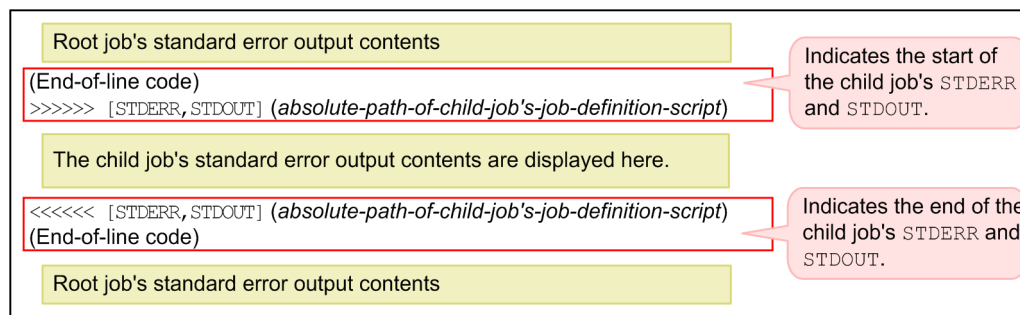 Root job's standard error output contents
(End-of-line code)
>>>>>> [STDERR,STDOUT] (absolute-path-of-child-job's-job-definition-script)
Indicates the start of
the child job's STDERR
and STDOUT.
The child job's standard error output contents are displayed here.
<<<<<< [STDERR,STDOUT] (absolute-path-of-child-job's-job-definition-script)
(End-of-line code)
Indicates the end of the
child job's STDERR and
STDOUT.
Root job's standard error output contents